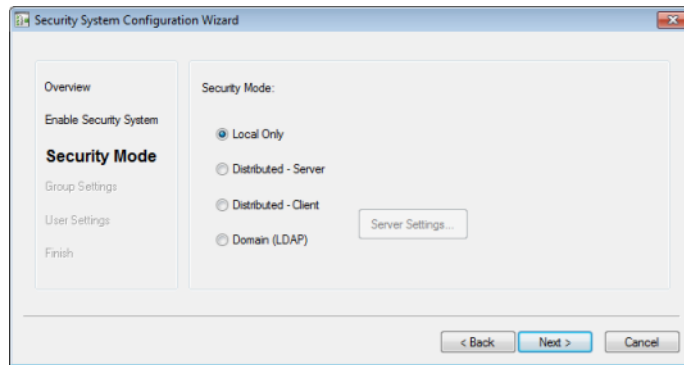 Security System Configuration Wizard
Overview
Enable Security System
Security Mode
Group Settings
User Settings
Finish
Security Mode:
Local Only
Distributed - Server
Distributed - Client
Domain (LDAP)
Server Settings...
< Back
Next >
Cancel